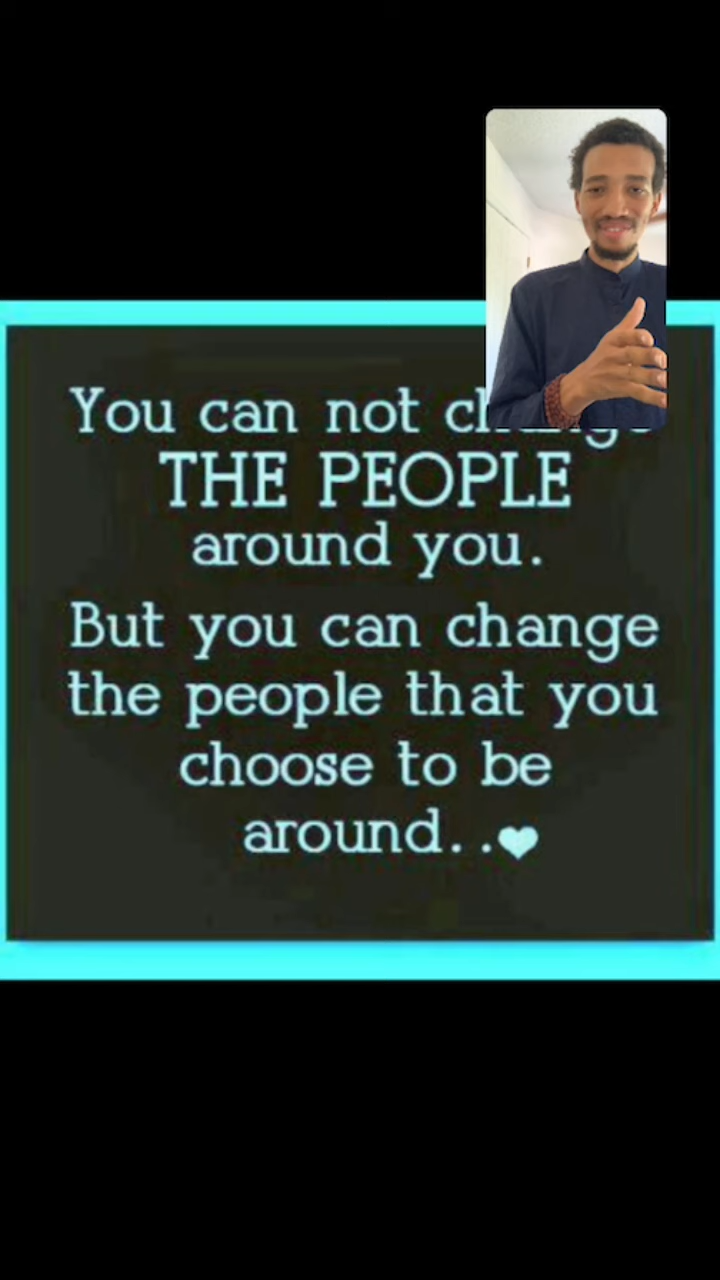 You can not change
THE PEOPLE
around you.
But you can change
the people that you
choose to be
around..♥